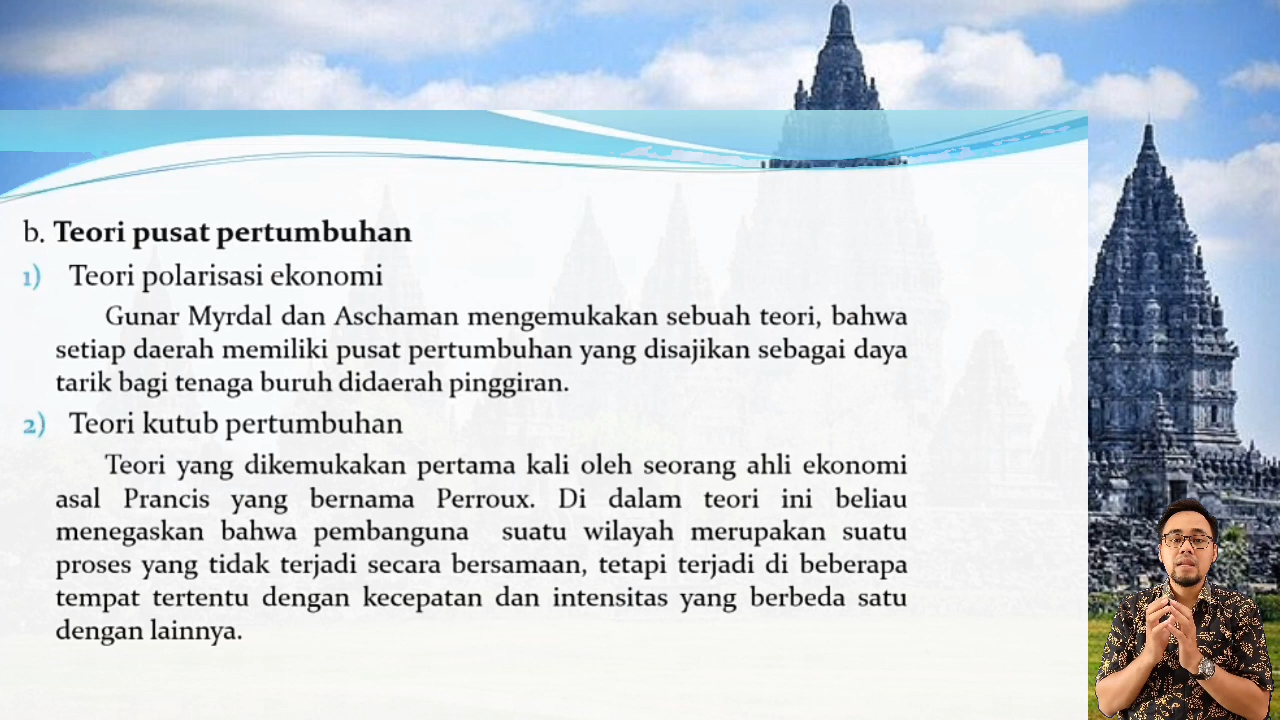 b. Teori pusat pertumbuhan
1) Teori polarisasi ekonomi
Gunar Myrdal dan Aschaman mengemukakan sebuah teori, bahwa
setiap daerah memiliki pusat pertumbuhan yang disajikan sebagai daya
tarik bagi tenaga buruh didaerah pinggiran.
2) Teori kutub pertumbuhan
Teori yang dikemukakan pertama kali oleh seorang ahli ekonomi
asal Prancis yang bernama Perroux. Di dalam teori ini beliau
menegaskan bahwa pembanguna suatu wilayah merupakan suatu
proses yang tidak terjadi secara bersamaan, tetapi terjadi di beberapa
tempat tertentu dengan kecepatan dan intensitas yang berbeda satu
dengan lainnya.